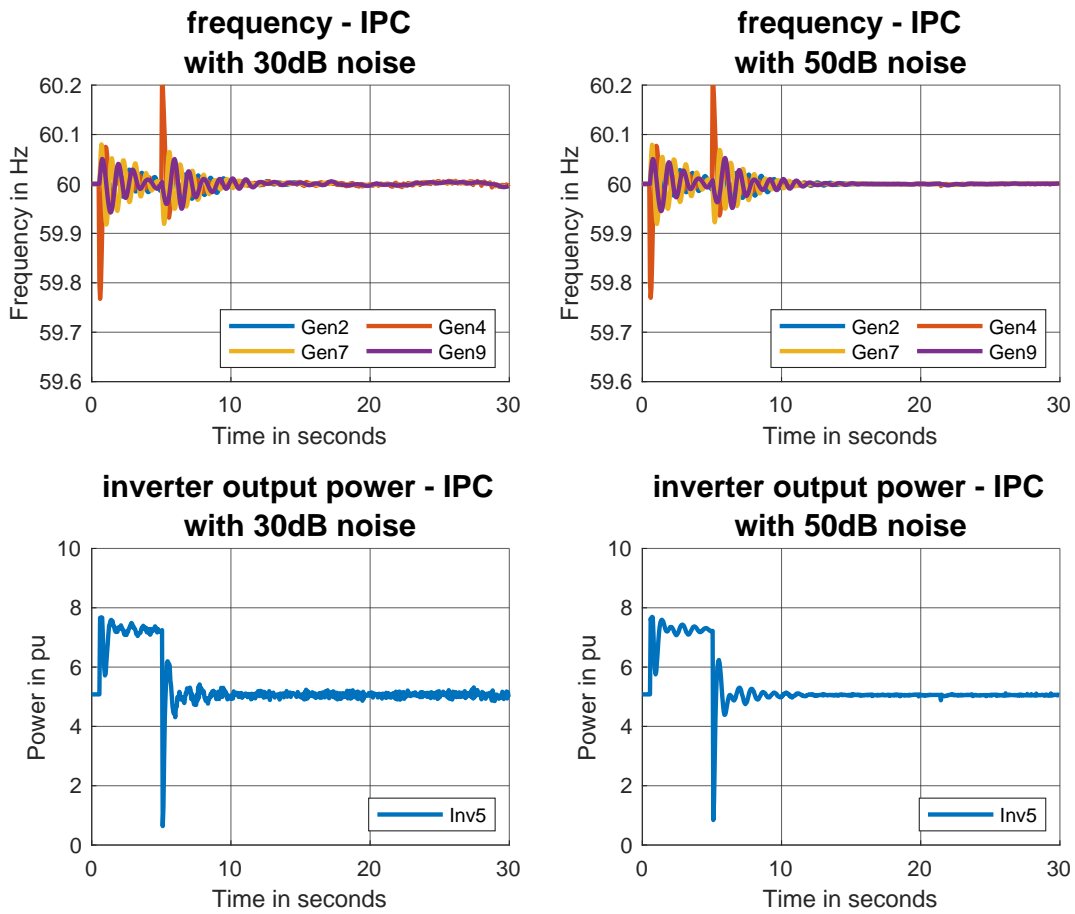 frequency - IPC
with 30dB noise
60.2
60.1
60
59.9
59.8
59.7
59.6
Frequency in Hz
Gen2
Gen4
Gen7
Gen9
0
10
20
30
Time in seconds
frequency - IPC
with 50dB noise
60.2
60.1
60
59.9
59.8
59.7
59.6
Frequency in Hz
Gen2
Gen4
Gen7
Gen9
0
10
20
30
Time in seconds
inverter output power - IPC
with 30dB noise
10
8
6
4
2
0
Power in pu
Inv5
0
10
20
30
Time in seconds
inverter output power - IPC
with 50dB noise
10
8
6
4
2
0
Power in pu
Inv5
0
10
20
30
Time in seconds